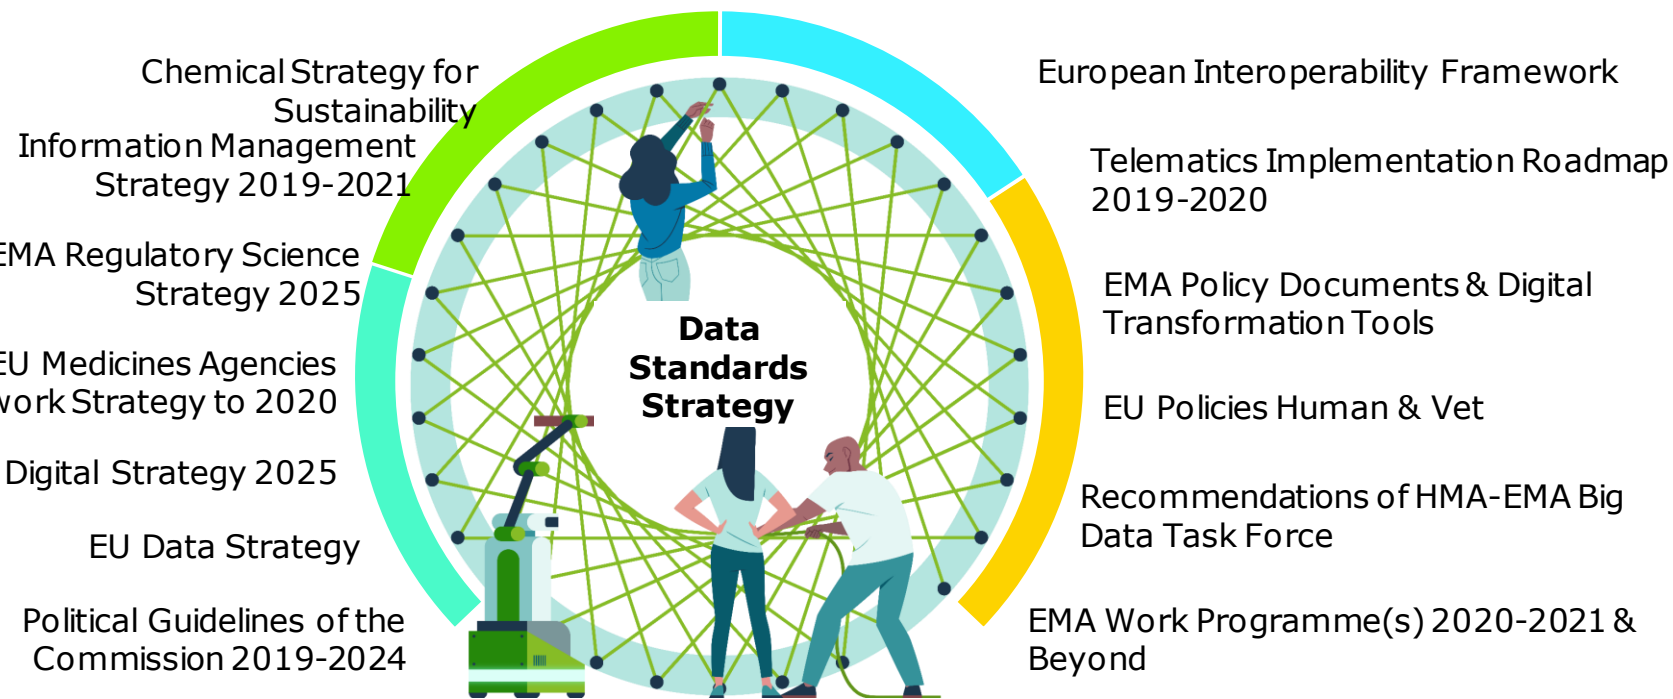 Chemical Strategy for
Sustainability
Information Management
Strategy 2019-2021
EMA Regulatory Science
Strategy 2025
EU Medicines Agencies
work Strategy to 2020
Digital Strategy 2025
EU Data Strategy
Political Guidelines of the
Commission 2019-2024
Data
Standards
Strategy
European Interoperability Framework
Telematics Implementation Roadmap
2019-2020
EMA Policy Documents & Digital
Transformation Tools
EU Policies Human & Vet
Recommendations of HMA-EMA Big
Data Task Force
EMA Work Programme(s) 2020-2021 &
Beyond